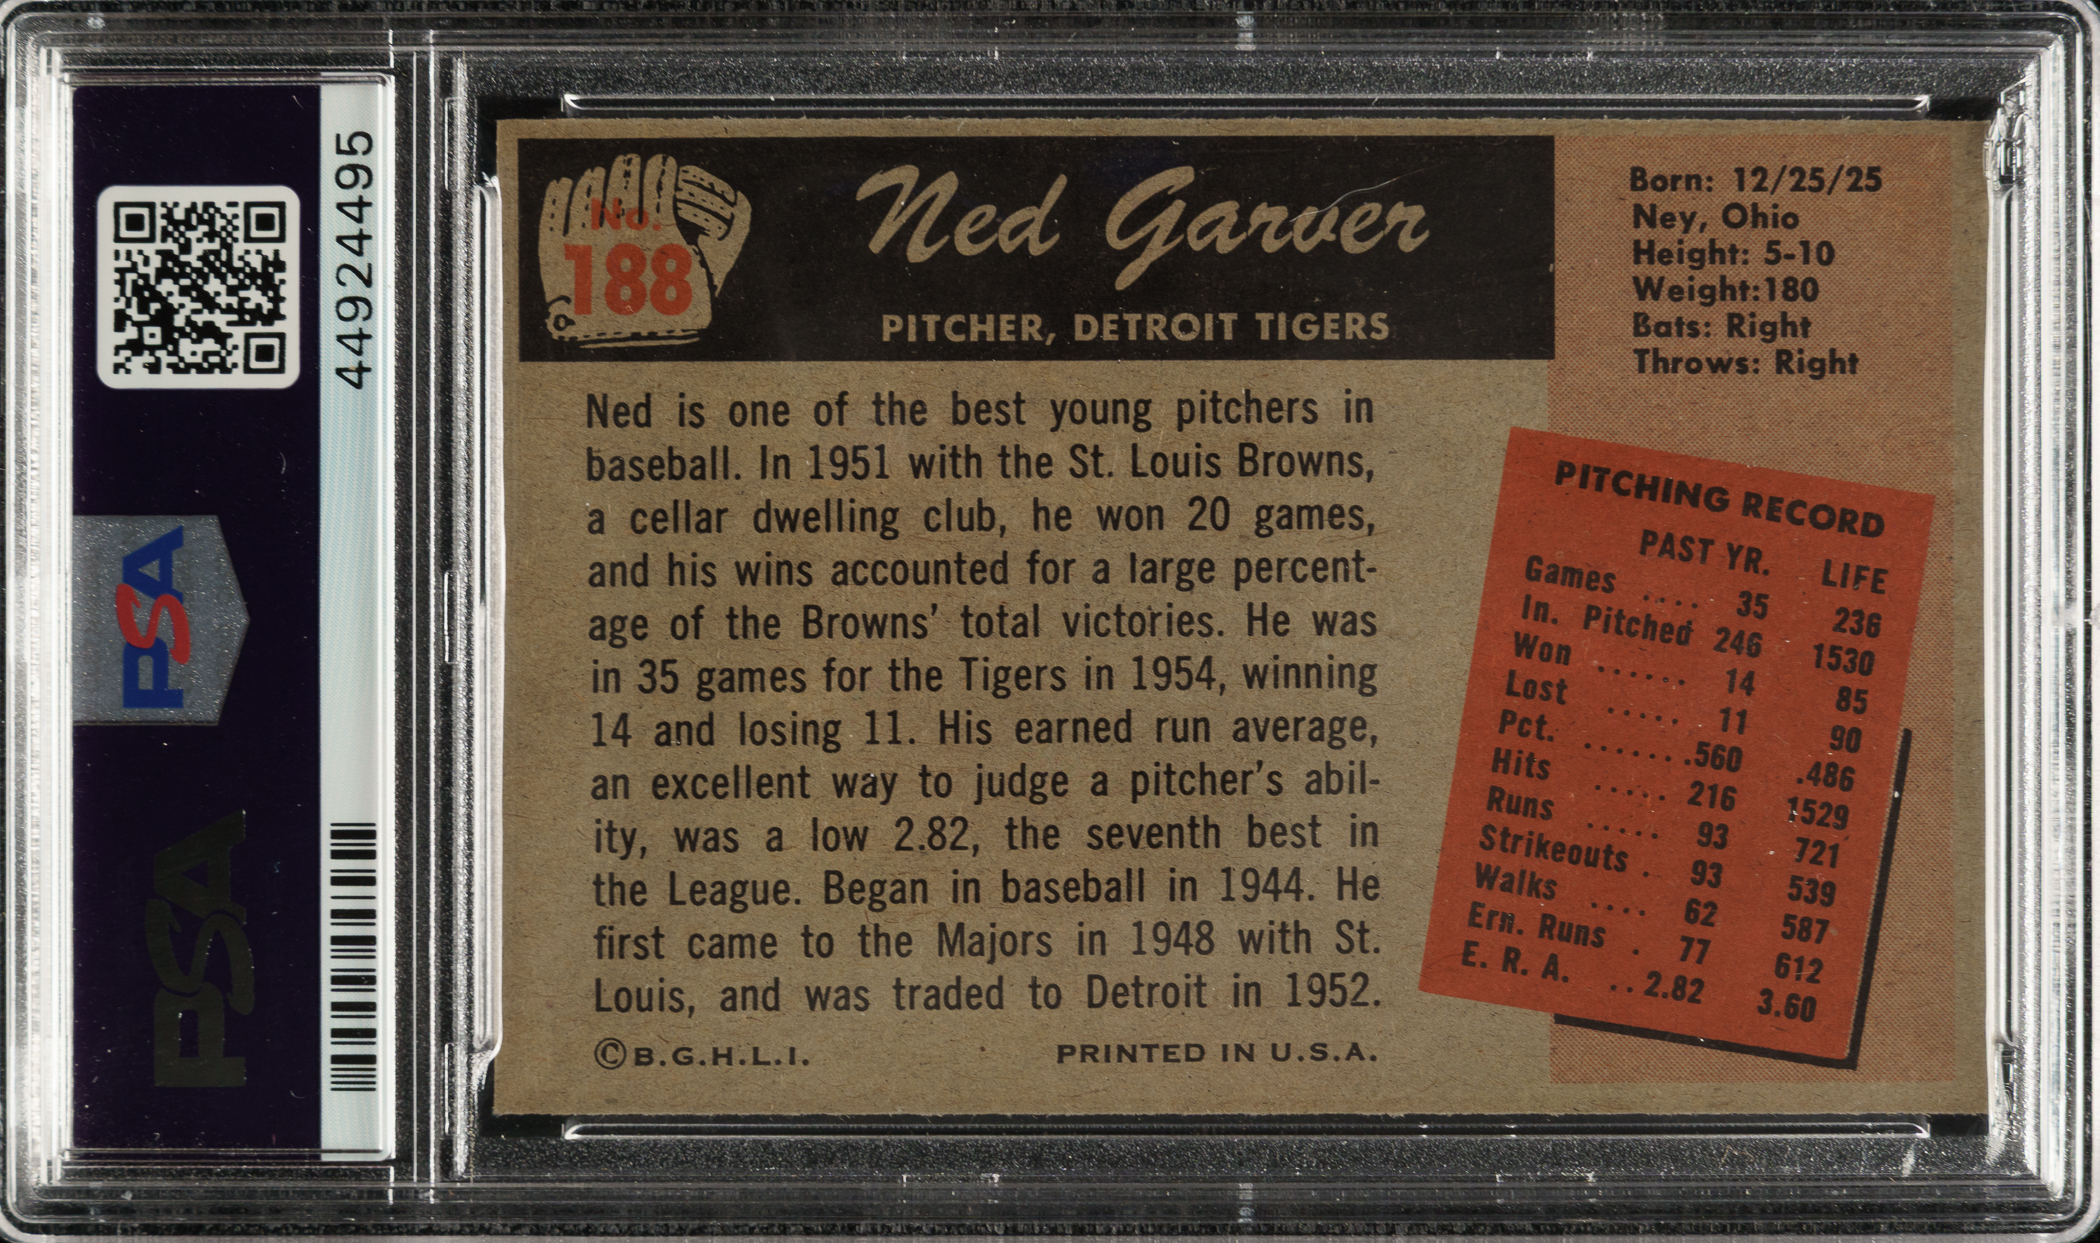 44924495
PSA
PSA
No.
188
Ned Garver
PITCHER, DETROIT TIGERS
Born: 12/25/25
Ney, Ohio
Height: 5-10
Weight:180
Bats: Right
Throws: Right
Ned is one of the best young pitchers in
baseball. In 1951 with the St. Louis Browns,
a cellar dwelling club, he won 20 games,
and his wins accounted for a large percent-
age of the Browns' total victories. He was
in 35 games for the Tigers in 1954, winning
14 and losing 11. His earned run average,
an excellent way to judge a pitcher's abil-
ity, was a low 2.82, the seventh best in
the League. Began in baseball in 1944. He
first came to the Majors in 1948 with St.
Louis, and was traded to Detroit in 1952.
©B.G.H.L.I. PRINTED IN U.S.A.
PITCHING RECORD
PAST YR. LIFE
Games .... 35 236
In. Pitched 246 1530
Won ...... 14 85
Lost ..... 11 90
Pct. .......560 .486
Hits ..... 216 1529
Runs ..... 93 721
Strikeouts . 93 539
Walks .... 62 587
Ern. Runs . 77 612
E. R. A. ..2.82 3.60